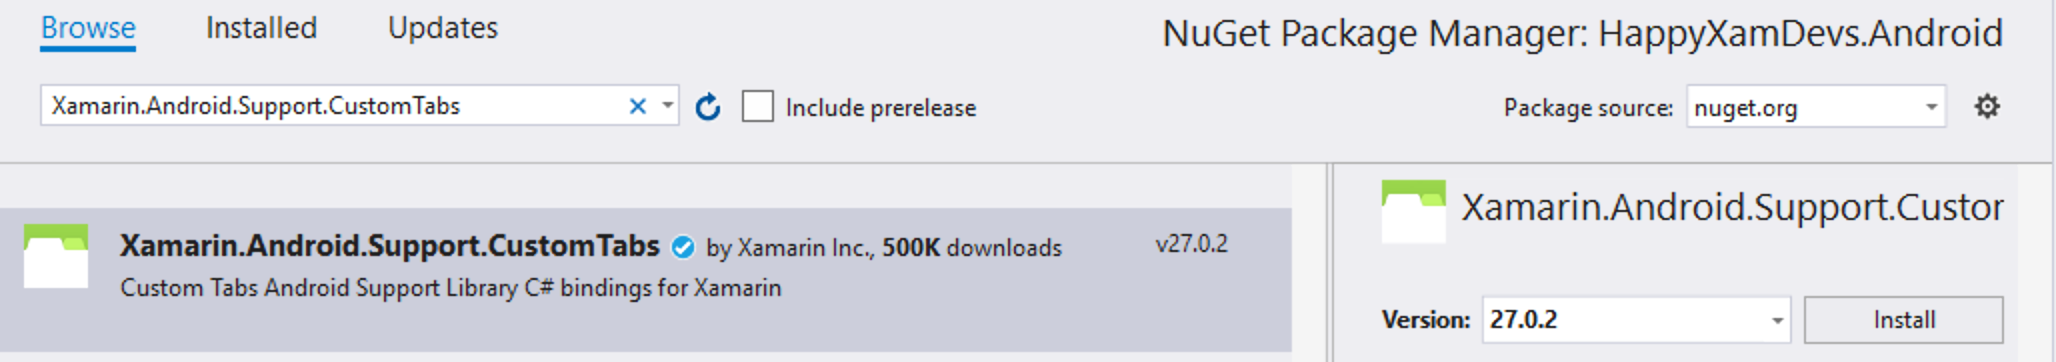 Browse Installed Updates
NuGet Package Manager: HappyXamDevs.Android
Xamarin.Android.Support.CustomTabs
Include prerelease
Package source: nuget.org
Xamarin.Android.Support.CustomTabs by Xamarin Inc., 500K downloads v27.0.2
Custom Tabs Android Support Library C# bindings for Xamarin
Xamarin.Android.Support.Custor
Version: 27.0.2 Install